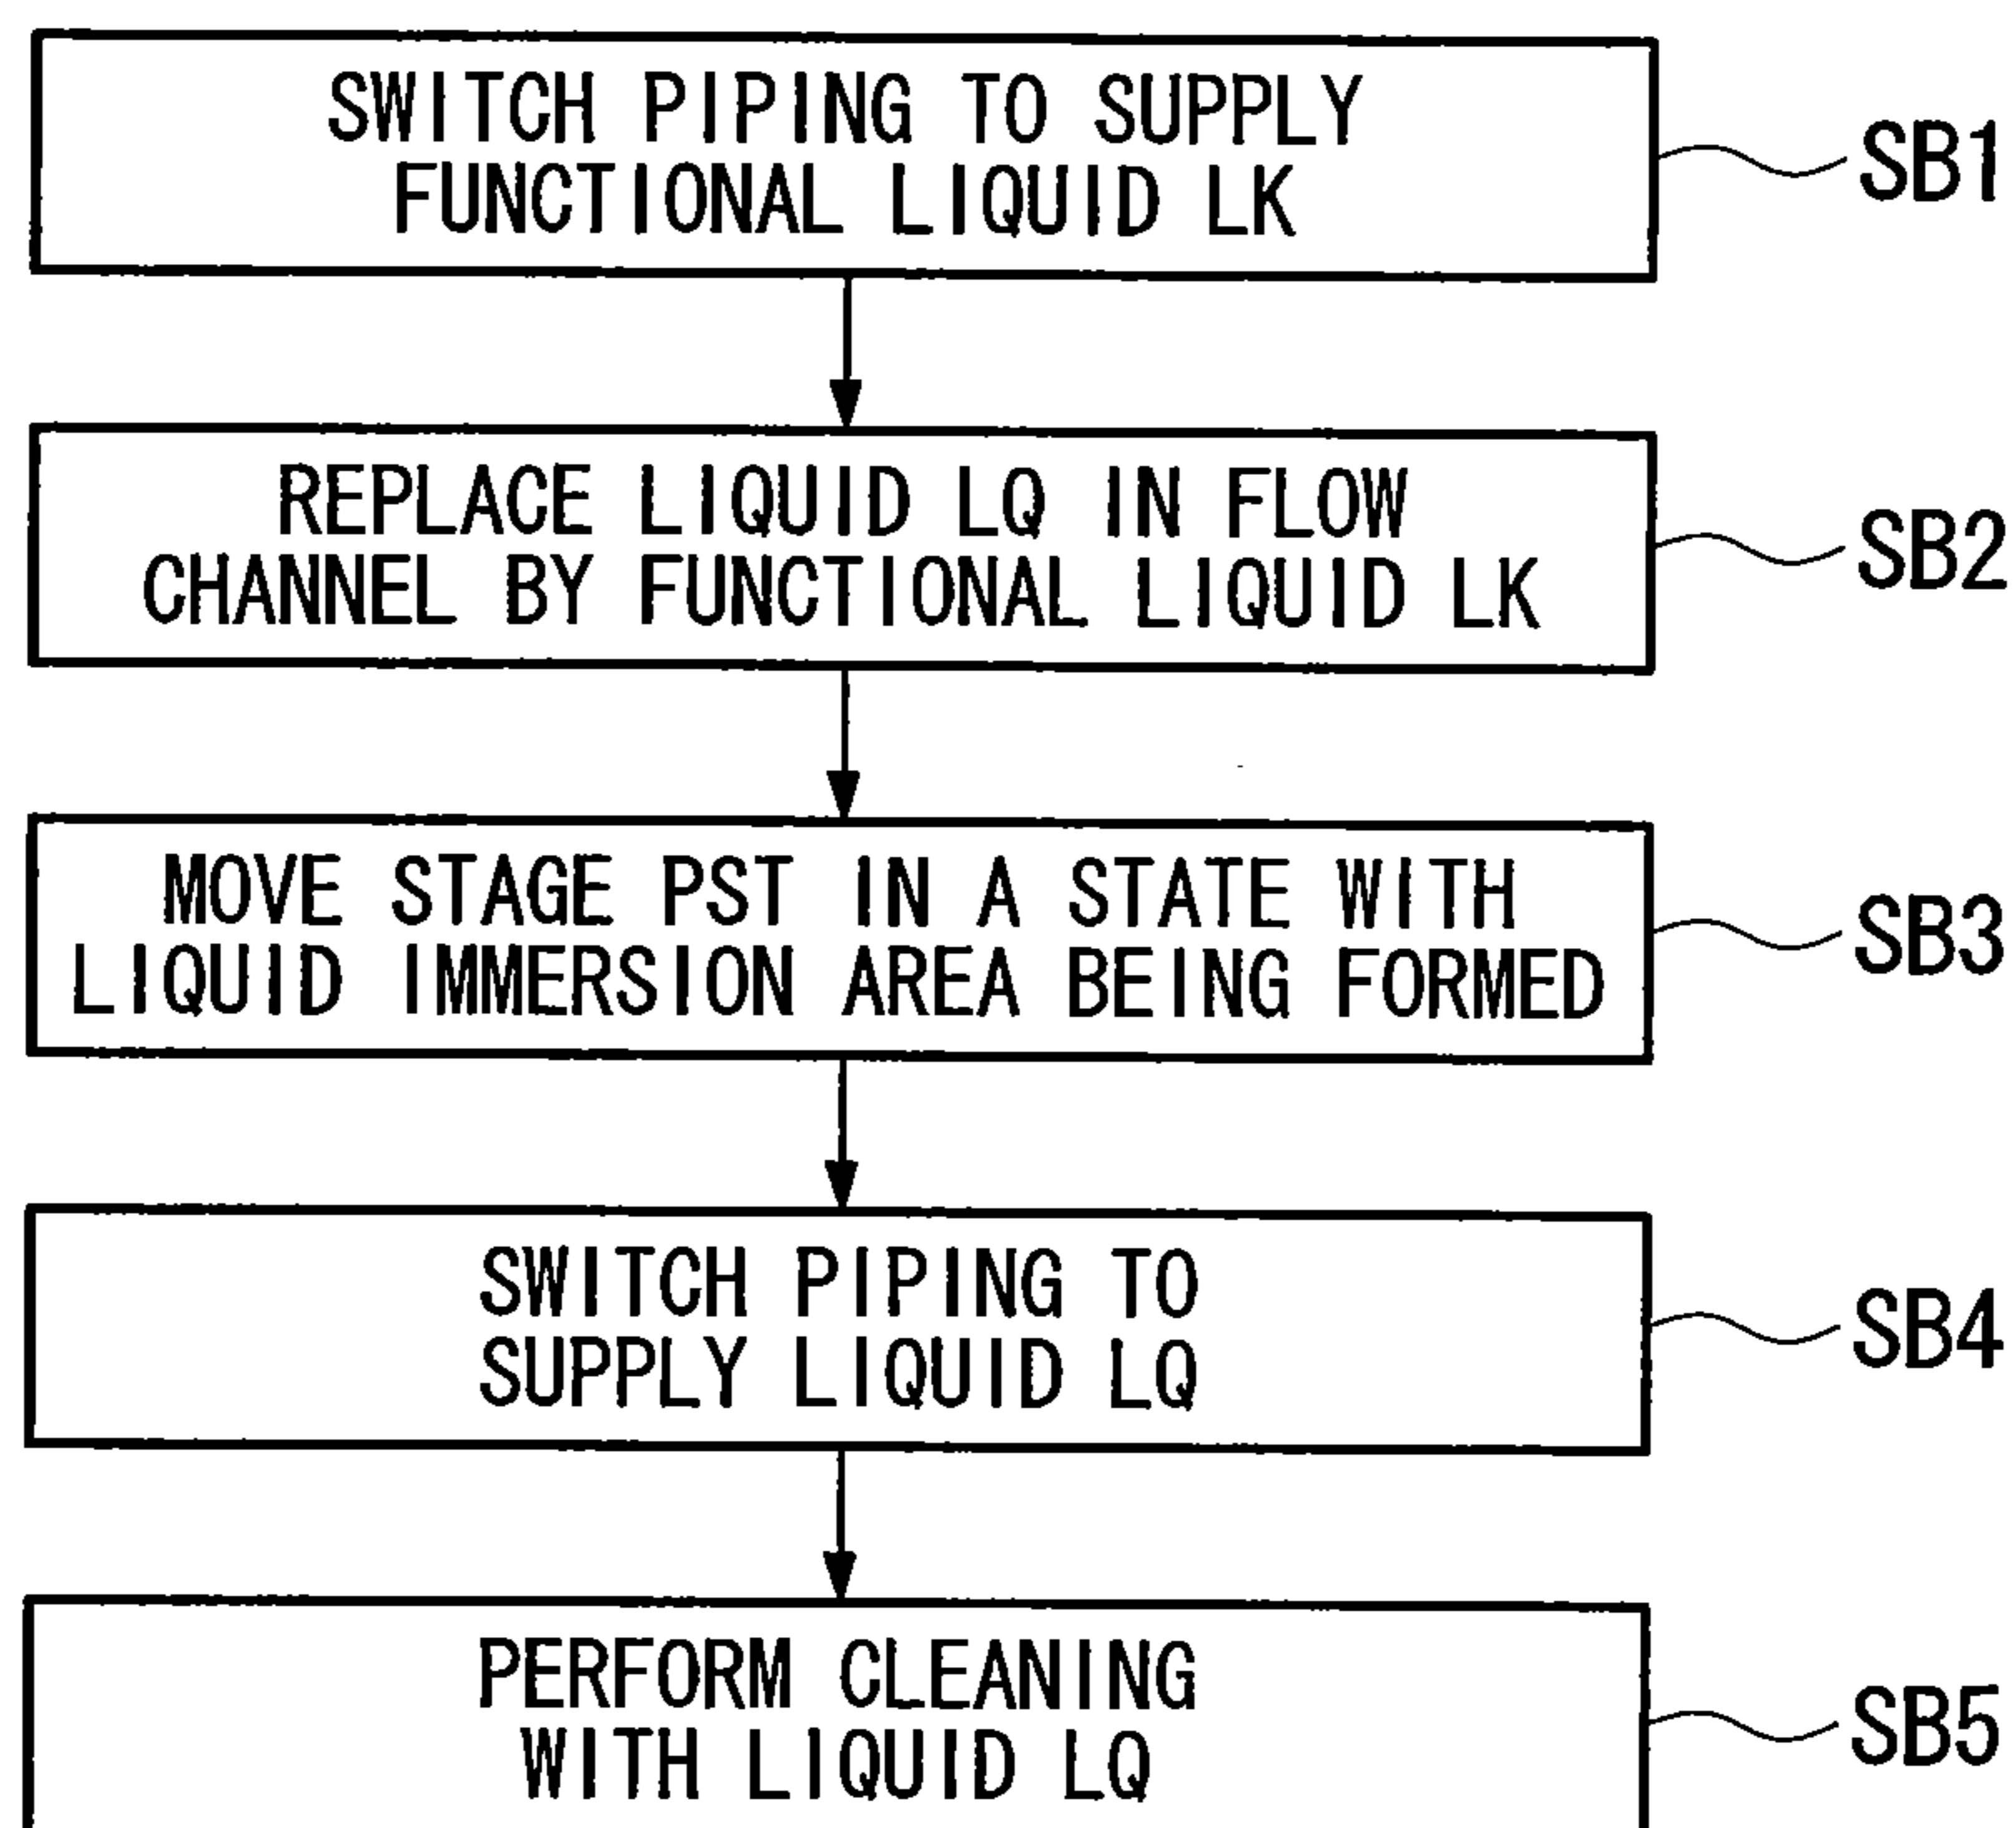 SWITCH PIPING TO SUPPLY
FUNCTIONAL LIQUID LK
SB1
REPLACE LIQUID LQ IN FLOW
CHANNEL BY FUNCTIONAL LIQUID LK
SB2
MOVE STAGE PST IN A STATE WITH
LIQUID IMMERSION AREA BEING FORMED
SB3
SWITCH PIPING TO
SUPPLY LIQUID LQ
SB4
PERFORM CLEANING
WITH LIQUID LQ
SB5